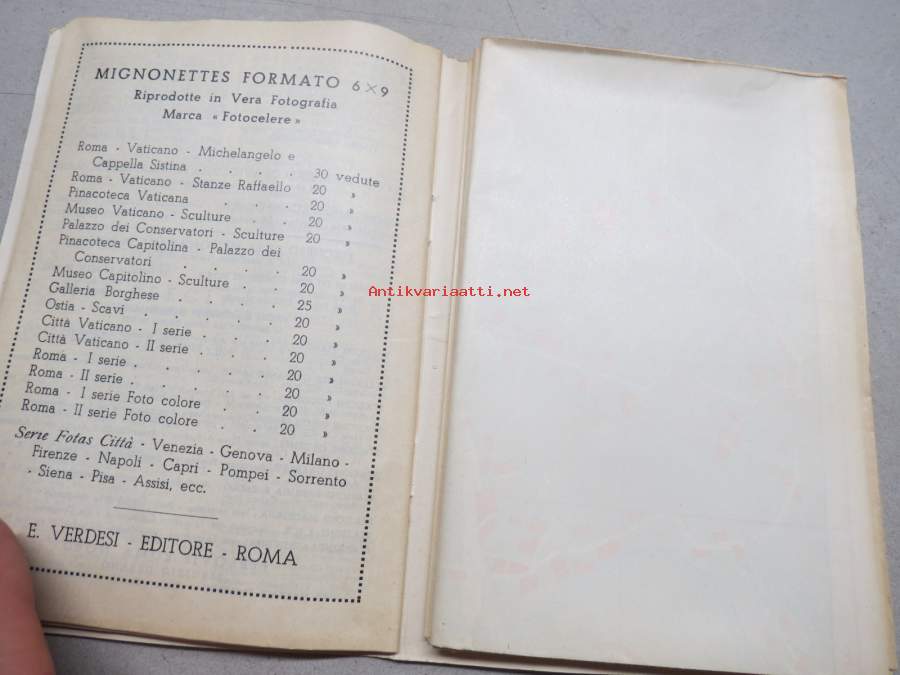 MIGNONETTES FORMATO 6×9
Riprodotte in Vera Fotografia
Marca « Fotocelere »
Roma - Vaticano - Michelangelo e
Cappella Sistina . . . . 30 vedute
Roma - Vaticano - Stanze Raffaello 20 »
Pinacoteca Vaticana . . . 20 »
Museo Vaticano - Sculture . . 20 »
Palazzo dei Conservatori - Sculture 20 »
Pinacoteca Capitolina - Palazzo dei
Conservatori . . . . 20 »
Museo Capitolino - Sculture . . 20 »
Galleria Borghese . . . . 25 »
Ostia - Scavi . . . . . 20 »
Città Vaticano - I serie . . . 20 »
Città Vaticano - II serie . . . 20 »
Roma - I serie . . . . . 20 »
Roma - II serie . . . . . 20 »
Roma - I serie Foto colore . . 20 »
Roma - II serie Foto colore . . 20 »
Serie Fotas Città - Venezia - Genova - Milano -
Firenze - Napoli - Capri - Pompei - Sorrento
- Siena - Pisa - Assisi, ecc.
E. VERDESI - EDITORE - ROMA
Antikvariaatti.net